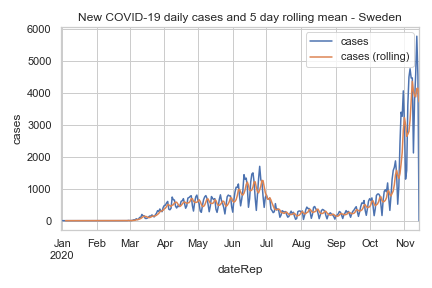 New COVID-19 daily cases and 5 day rolling mean - Sweden
cases
cases (rolling)
6000
5000
4000
3000
2000
1000
0
cases
Jan Feb Mar Apr May Jun Jul Aug Sep Oct Nov
2020
dateRep